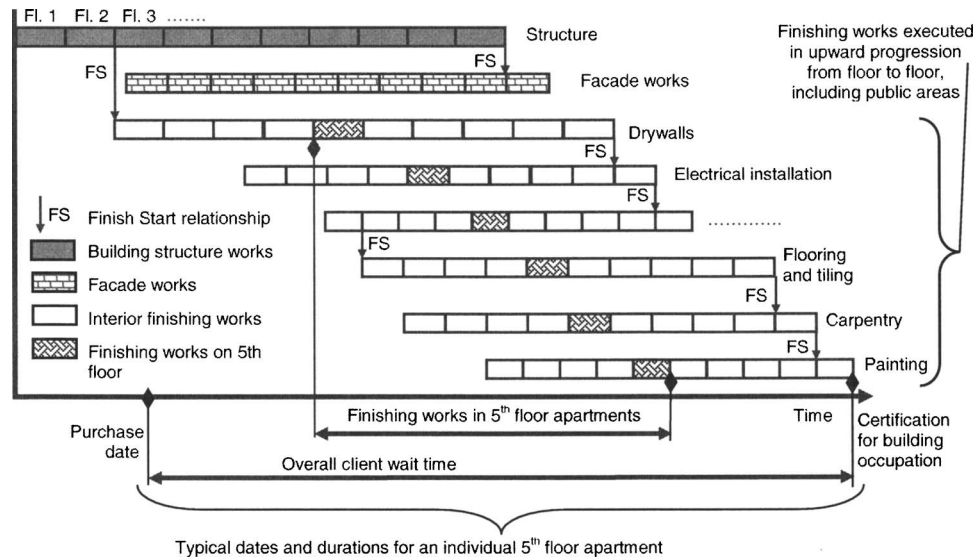 Fl. 1 Fl. 2 Fl. 3 .......
Structure
FS
FS
Facade works
Finishing works executed
in upward progression
from floor to floor,
including public areas
Drywalls
FS
Electrical installation
FS
...............
FS
Flooring
and tiling
FS
Carpentry
FS
Painting
FS Finish Start relationship
Building structure works
Facade works
Interior finishing works
Finishing works on 5th
floor
Purchase
date
Finishing works in 5th floor apartments
Time
Certification
for building
occupation
Overall client wait time
Typical dates and durations for an individual 5th floor apartment